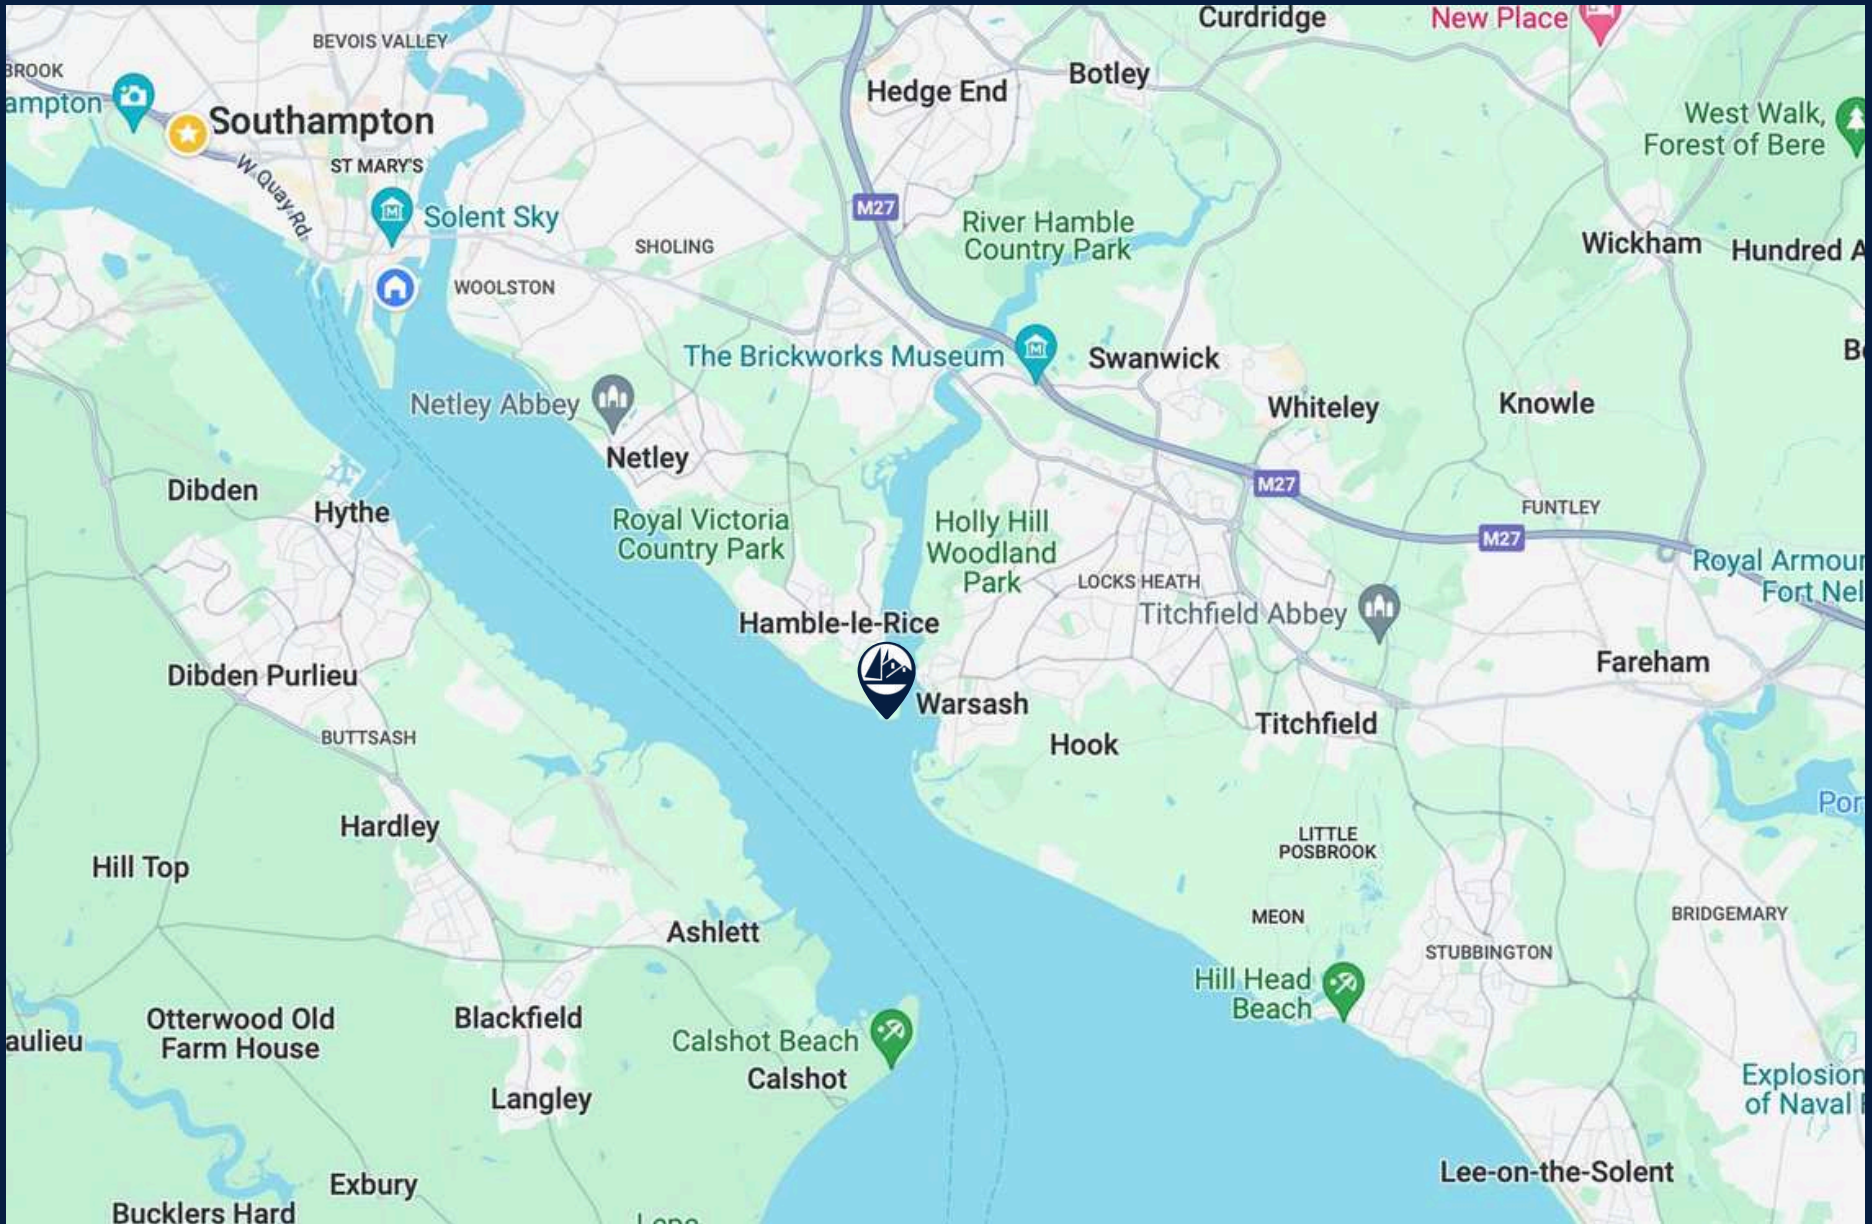 Curdridge
New Place
BEVOIS VALLEY
BROOK
Botley
Hedge End
ampton
Southampton
West Walk,
Forest of Bere
W Quay Rd
ST MARY'S
M27
Solent Sky
River Hamble
Country Park
SHOLING
Wickham
Hundred A
WOOLSTON
The Brickworks Museum
Swanwick
Netley Abbey
Whiteley
Knowle
Netley
M27
Dibden
Hythe
FUNTLEY
Royal Victoria
Country Park
Holly Hill
Woodland
Park
M27
Royal Armour
Fort Nel
LOCKS HEATH
Titchfield Abbey
Hamble-le-Rice
Fareham
Dibden Purlieu
Warsash
Titchfield
BUTTSASH
Hook
Por
Hardley
LITTLE
POSBROOK
Hill Top
MEON
BRIDGEMARY
Ashlett
STUBBINGTON
Hill Head
Beach
Otterwood Old
Farm House
Blackfield
aulieu
Calshot Beach
Calshot
Explosion
of Naval
Langley
Lee-on-the-Solent
Exbury
Bucklers Hard